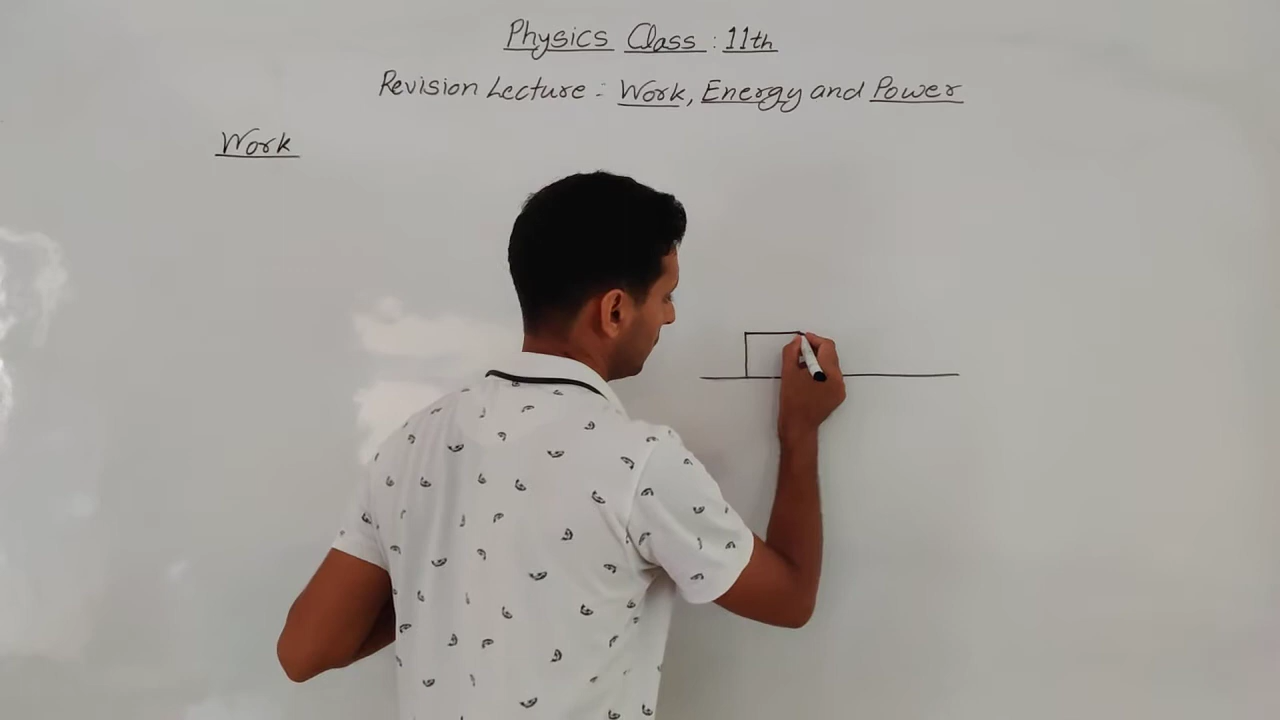 Physics Class : 11th
Revision Lecture : Work, Energy and Power
Work